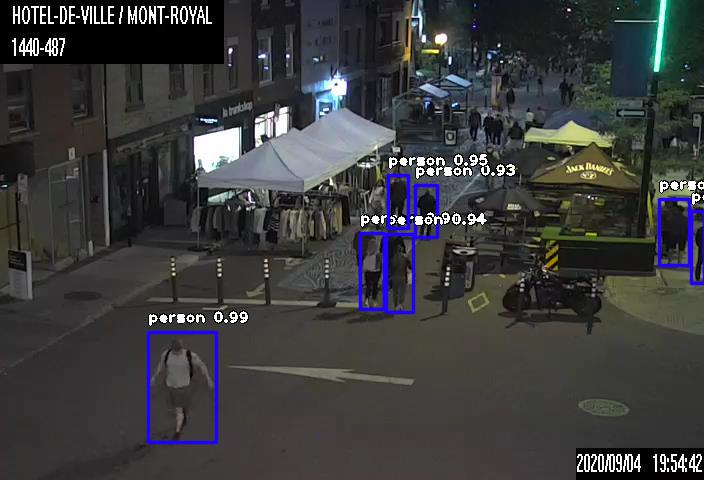 HOTEL-DE-VILLE / MONT-ROYAL
1440-487
person 0.95
person 0.93
person 0.94
person 0.99
JACK DANIEL'S
2020/09/04 19:54:42